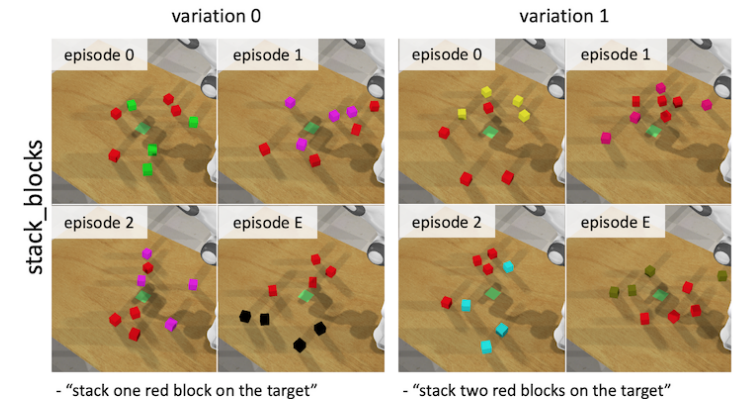 variation 0
variation 1
episode 0
episode 1
episode 0
episode 1
stack_blocks
episode 2
episode E
episode 2
episode E
- “stack one red block on the target”
- “stack two red blocks on the target”